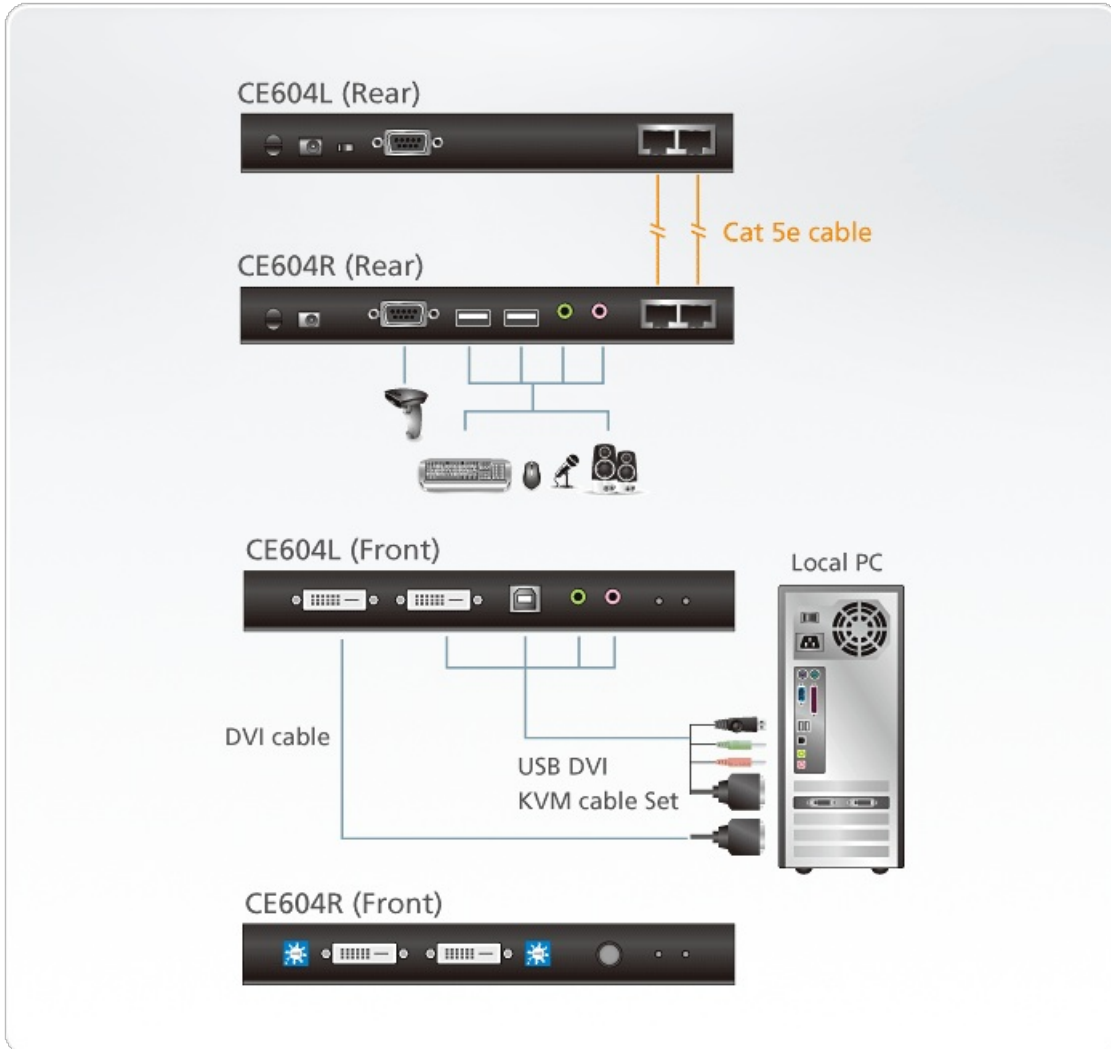 CE604L (Rear)
Cat 5e cable
CE604R (Rear)
CE604L (Front)
Local PC
DVI cable
USB DVI
KVM cable Set
CE604R (Front)